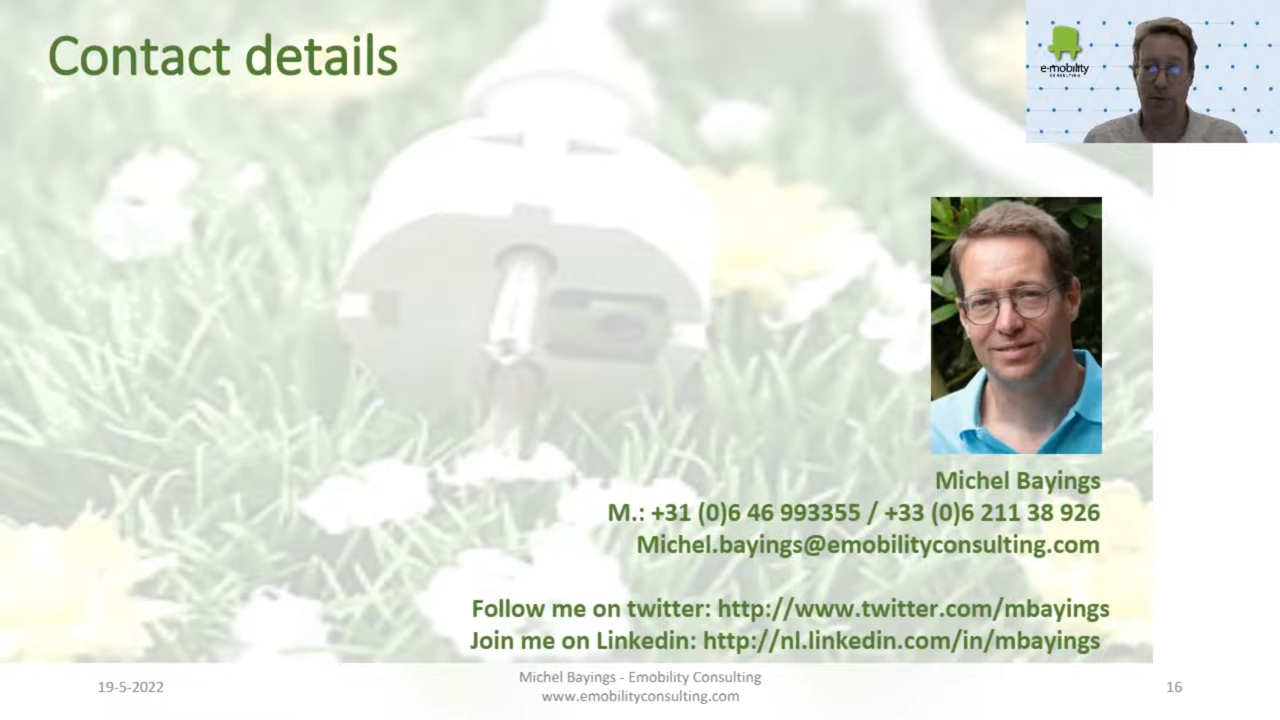 Contact details
e-mobility
CONSULTING
Michel Bayings
M.: +31 (0)6 46 993355 / +33 (0)6 211 38 926
Michel.bayings@emobilityconsulting.com
Follow me on twitter: http://www.twitter.com/mbayings
Join me on Linkedin: http://nl.linkedin.com/in/mbayings
19-5-2022
Michel Bayings - Emobility Consulting
www.emobilityconsulting.com
16